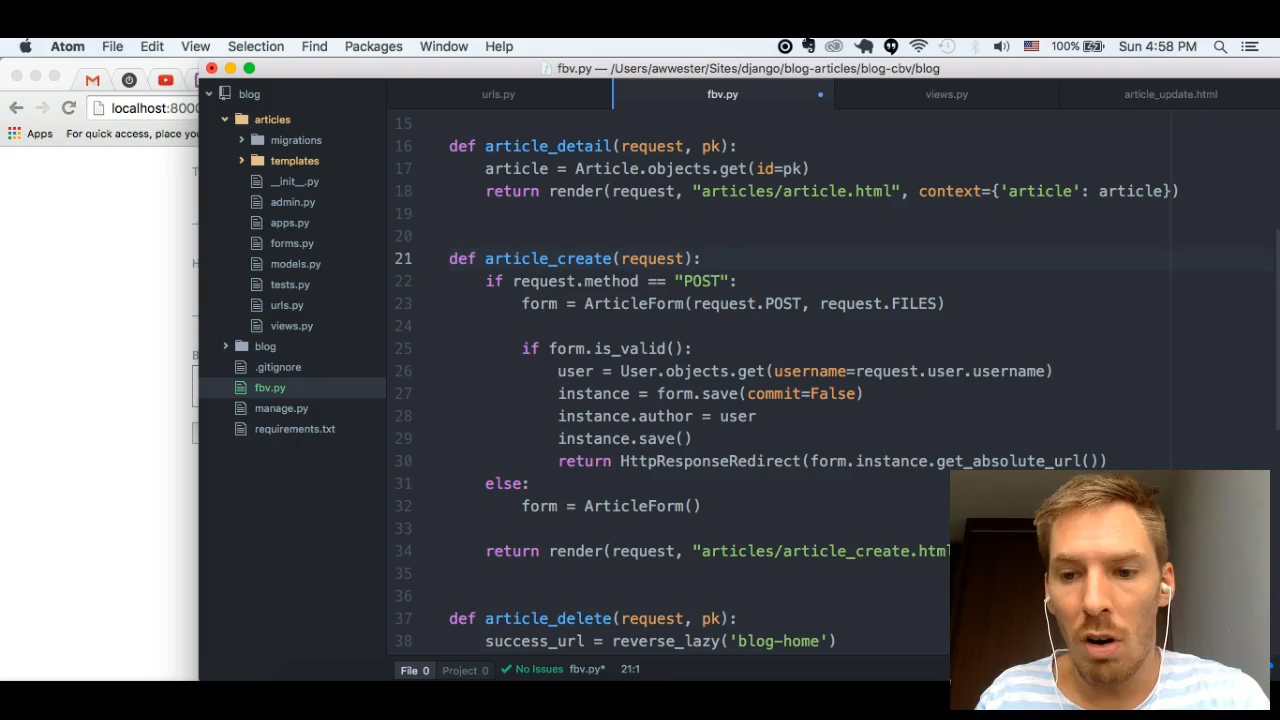 Atom File Edit View Selection Find Packages Window Help 100% Sun 4:58 PM
fbv.py — /Users/awwester/Sites/django/blog-articles/blog-cbv/blog
localhost:8000
Apps For quick access, place you
blog
articles
migrations
templates
__init__.py
admin.py
apps.py
forms.py
models.py
tests.py
urls.py
views.py
blog
.gitignore
fbv.py
manage.py
requirements.txt
urls.py fbv.py views.py article_update.html
15
16 def article_detail(request, pk):
17 article = Article.objects.get(id=pk)
18 return render(request, "articles/article.html", context={'article': article})
19
20
21 def article_create(request):
22 if request.method == "POST":
23 form = ArticleForm(request.POST, request.FILES)
24
25 if form.is_valid():
26 user = User.objects.get(username=request.user.username)
27 instance = form.save(commit=False)
28 instance.author = user
29 instance.save()
30 return HttpResponseRedirect(form.instance.get_absolute_url())
31 else:
32 form = ArticleForm()
33
34 return render(request, "articles/article_create.html
35
36
37 def article_delete(request, pk):
38 success_url = reverse_lazy('blog-home')
File 0 Project 0 No Issues fbv.py* 21:1